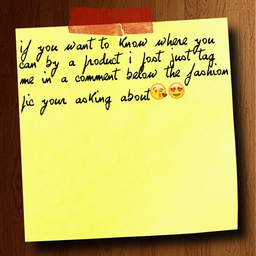 if you want to know where you
can by a product i post just tag
me in a comment below the fashion
pic your asking about😘😍